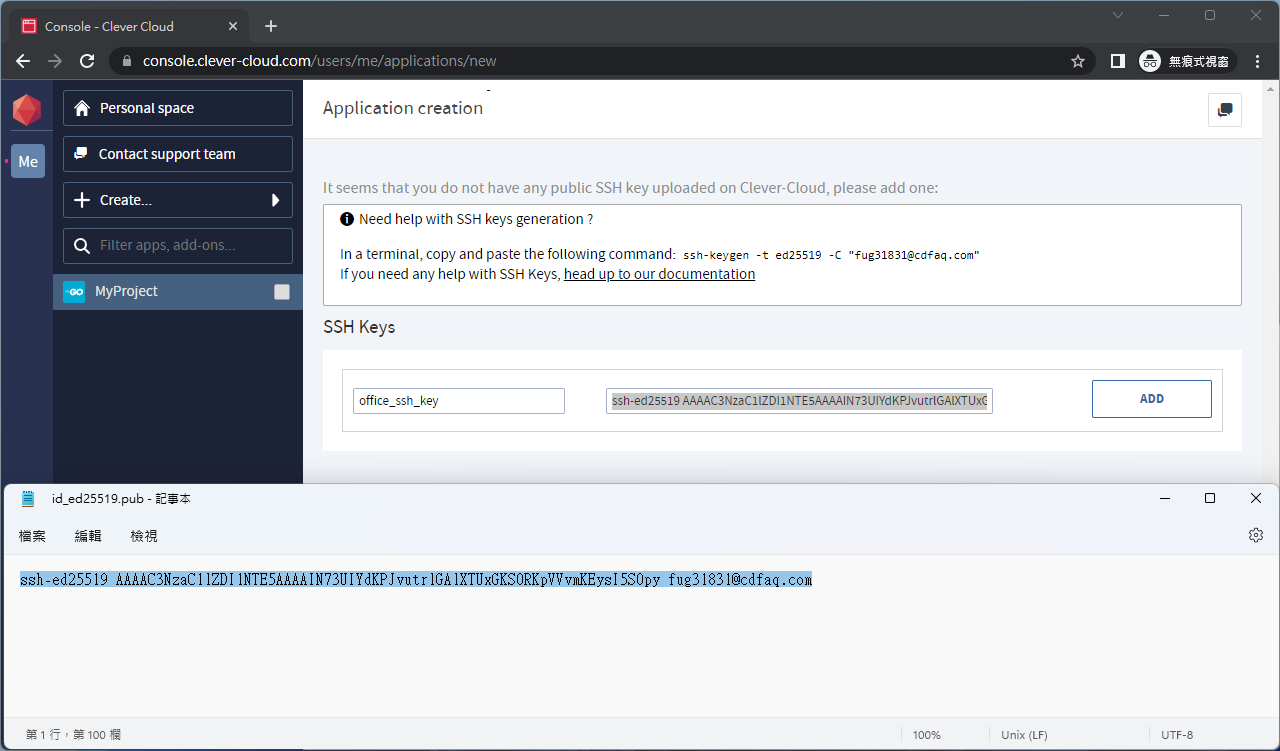 Console - Clever Cloud
console.clever-cloud.com/users/me/applications/new
無痕式視窗
Personal space
Application creation
Contact support team
Me
Create...
It seems that you do not have any public SSH key uploaded on Clever-Cloud, please add one:
Need help with SSH keys generation ?
Filter apps, add-ons...
In a terminal, copy and paste the following command: ssh-keygen -t ed25519 -C "fug31831@cdfaq.com"
If you need any help with SSH Keys, head up to our documentation
GO MyProject
SSH Keys
office_ssh_key
ssh-ed25519 AAAAC3NzaC1lZDI1NTE5AAAAIN73UIYdKPJvutrlGAlXTUxG
ADD
id_ed25519.pub - 記事本
檔案 編輯 檢視
ssh-ed25519 AAAAC3NzaC1lZDI1NTE5AAAAIN73UIYdKPJvutrlGAlXTUxGKSORKpVVvmKEysI5SOpy fug31831@cdfaq.com
第 1 行，第 100 欄
100%
Unix (LF)
UTF-8